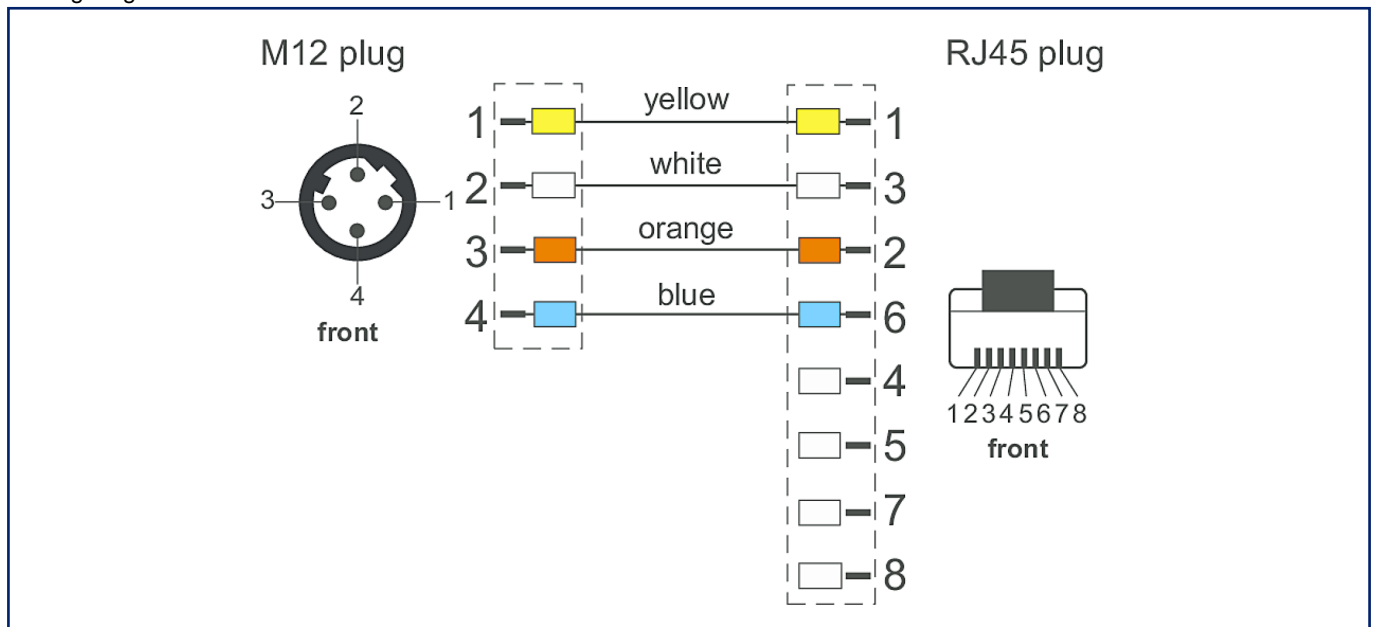 M12 plug
RJ45 plug
2
3
1
4
front
1 yellow 1
2 white 3
3 orange 2
4 blue 6
4
5
7
8
12345678
front